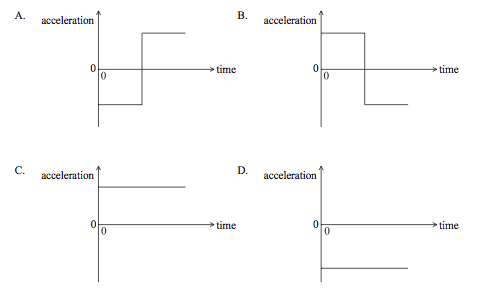 A. acceleration
0
0
time
B. acceleration
0
0
time
C. acceleration
0
0
time
D. acceleration
0
0
time